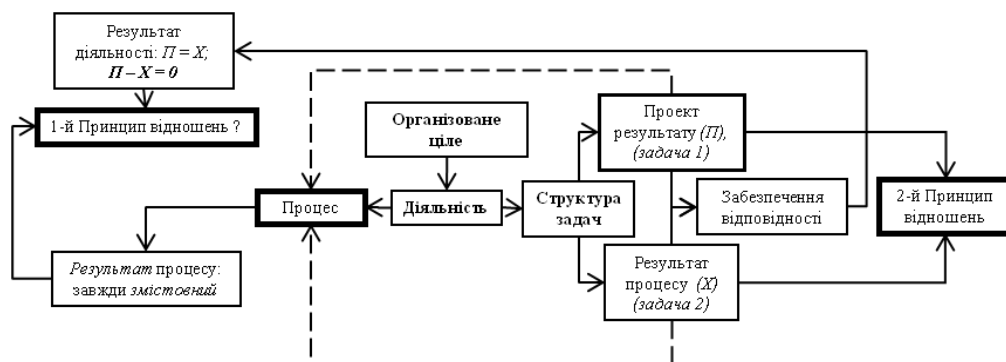 Результат
діяльності: П = Х;
П – Х = 0
1-й Принцип відношень ?
Організоване
ціле
Проект
результату (П),
(задача 1)
Процес
Діяльність
Структура
задач
Забезпечення
відповідності
2-й Принцип
відношень
Результат процесу:
завжди змістовний
Результат
процесу (Х)
(задача 2)